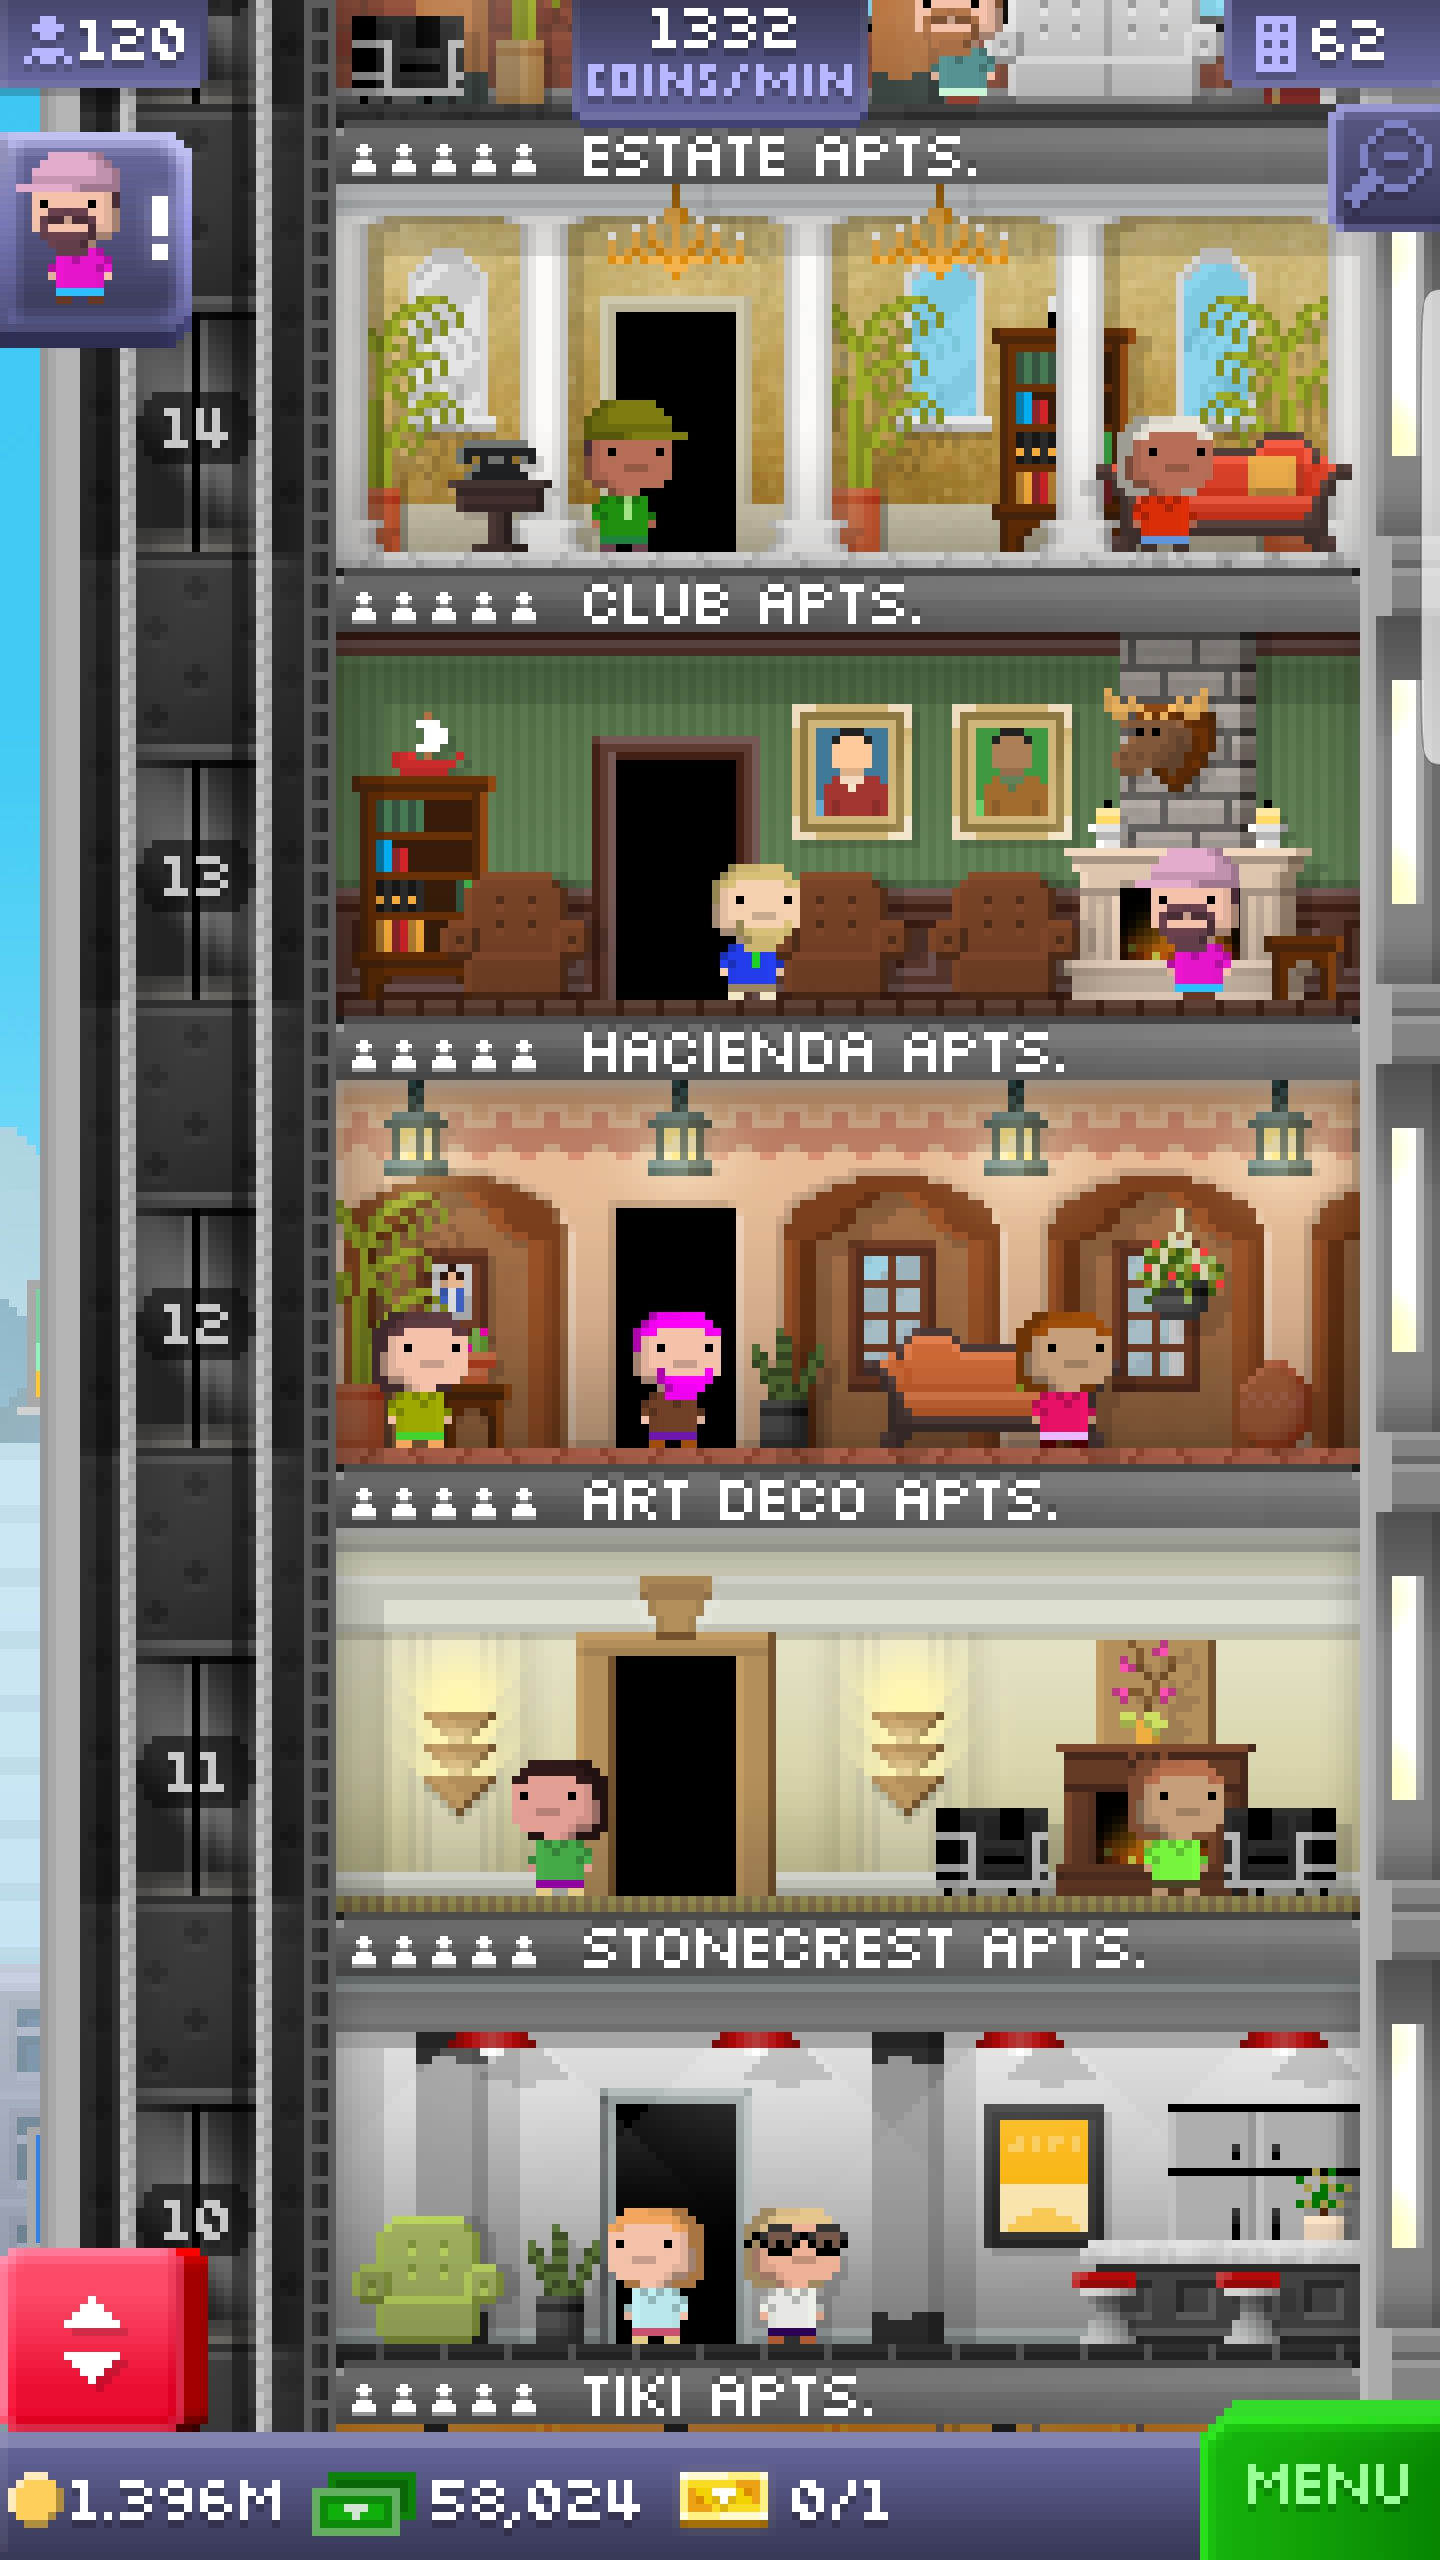 120
1332
COINS/MIN
62
!
ESTATE APTS.
14
CLUB APTS.
13
HACIENDA APTS.
12
ART DECO APTS.
11
STONECREST APTS.
10
TIKI APTS.
1.396M
58,024
0/1
MENU